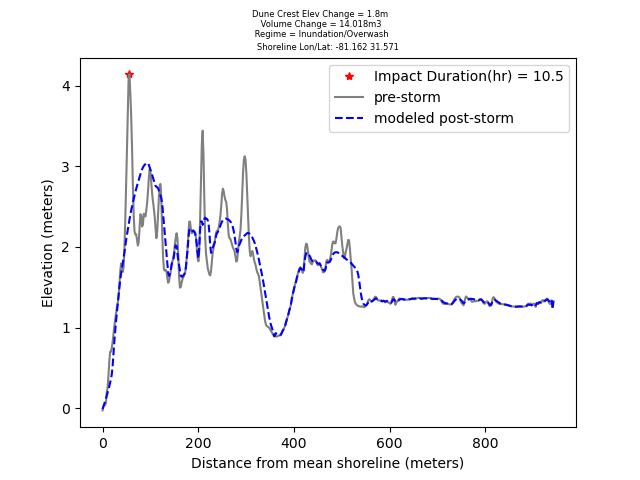 Dune Crest Elev Change = 1.8m
Volume Change = 14.018m3
Regime = Inundation/Overwash
Shoreline Lon/Lat: -81.162 31.571
Impact Duration(hr) = 10.5
pre-storm
modeled post-storm
4
3
2
1
0
Elevation (meters)
0 200 400 600 800
Distance from mean shoreline (meters)